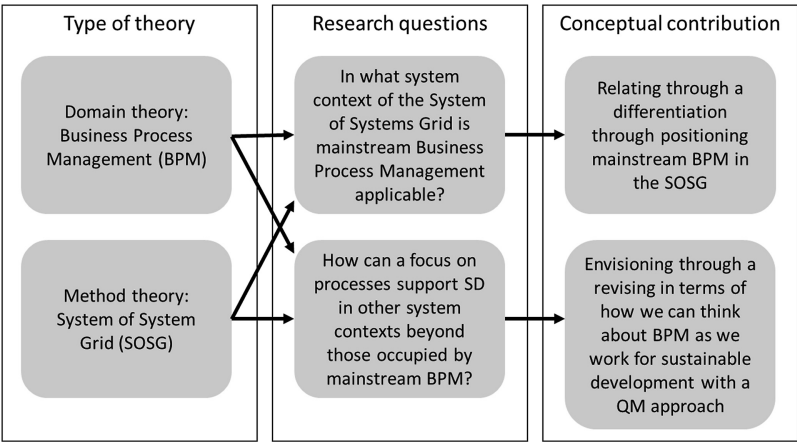 Type of theory
Domain theory:
Business Process
Management (BPM)
Method theory:
System of System
Grid (SOSG)
Research questions
In what system
context of the System
of Systems Grid is
mainstream Business
Process Management
applicable?
How can a focus on
processes support SD
in other system
contexts beyond
those occupied by
mainstream BPM?
Conceptual contribution
Relating through a
differentiation
through positioning
mainstream BPM in
the SOSG
Envisioning through a
revising in terms of
how we can think
about BPM as we
work for sustainable
development with a
QM approach